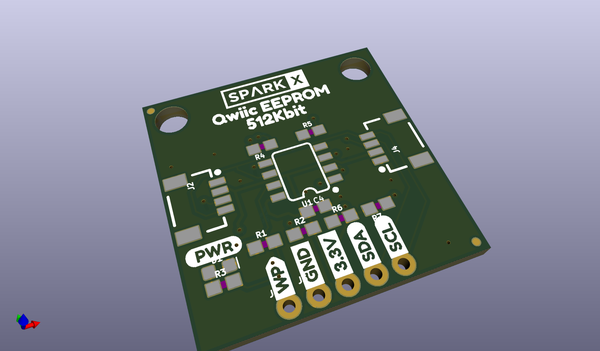 SPARK X
Qwiic EEPROM
512Kbit
R5
R4
J4
J2
U1 C4
R6
R7
R2
R1
PWR
R3
WP
GND
3.3V
SDA
SCL